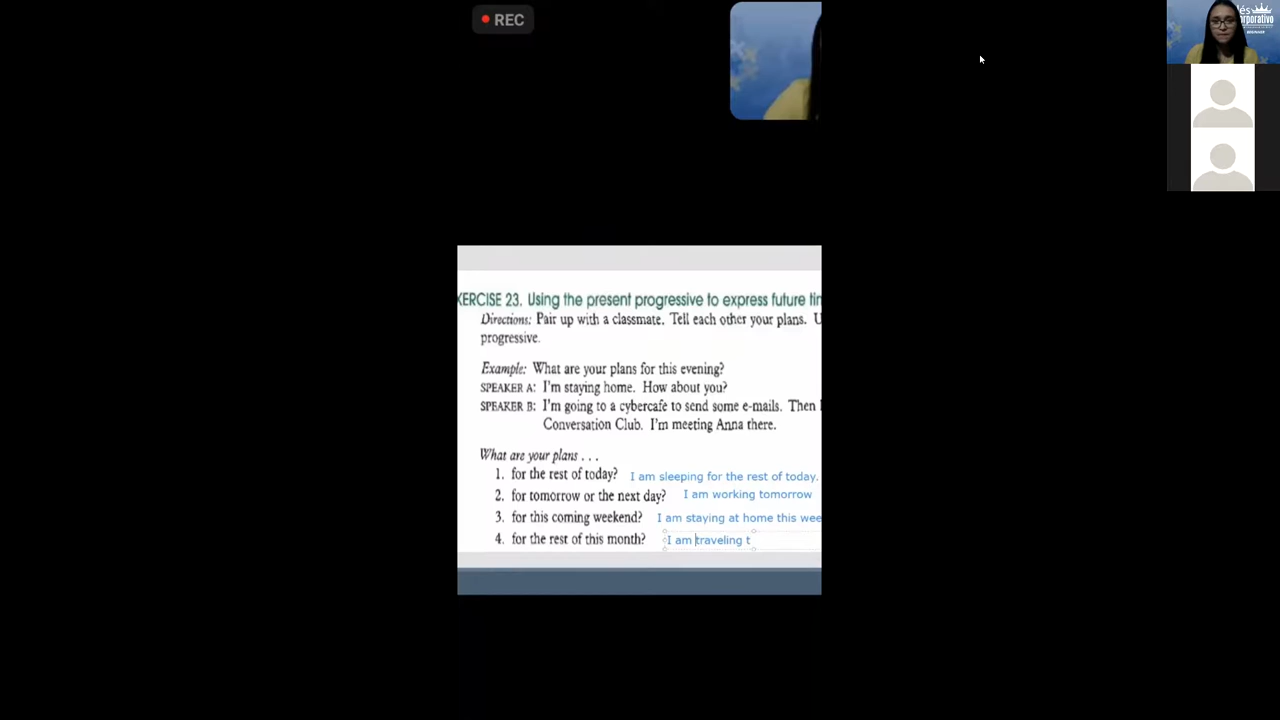 REC
és
rporativo
XERCISE 23. Using the present progressive to express future tin
Directions: Pair up with a classmate. Tell each other your plans. U
progressive.
Example: What are your plans for this evening?
SPEAKER A: I'm staying home. How about you?
SPEAKER B: I'm going to a cybercafe to send some e-mails. Then
Conversation Club. I'm meeting Anna there.
What are your plans . . .
1. for the rest of today? I am sleeping for the rest of today.
2. for tomorrow or the next day? I am working tomorrow
3. for this coming weekend? I am staying at home this wee
4. for the rest of this month? I am traveling t